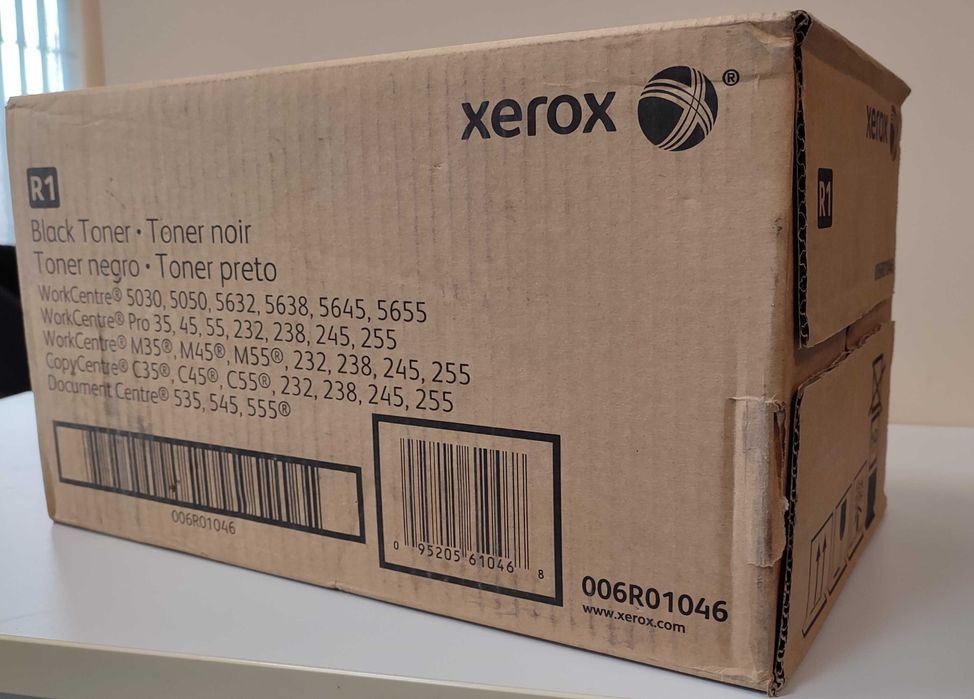 xerox ®
R1
Black Toner • Toner noir
Toner negro • Toner preto
WorkCentre® 5030, 5050, 5632, 5638, 5645, 5655
WorkCentre® Pro 35, 45, 55, 232, 238, 245, 255
WorkCentre® M35®, M45®, M55®, 232, 238, 245, 255
CopyCentre® C35®, C45®, C55®, 232, 238, 245, 255
Document Centre® 535, 545, 555®
006R01046
0 95205 61046 8
006R01046
www.xerox.com
xerox
R1